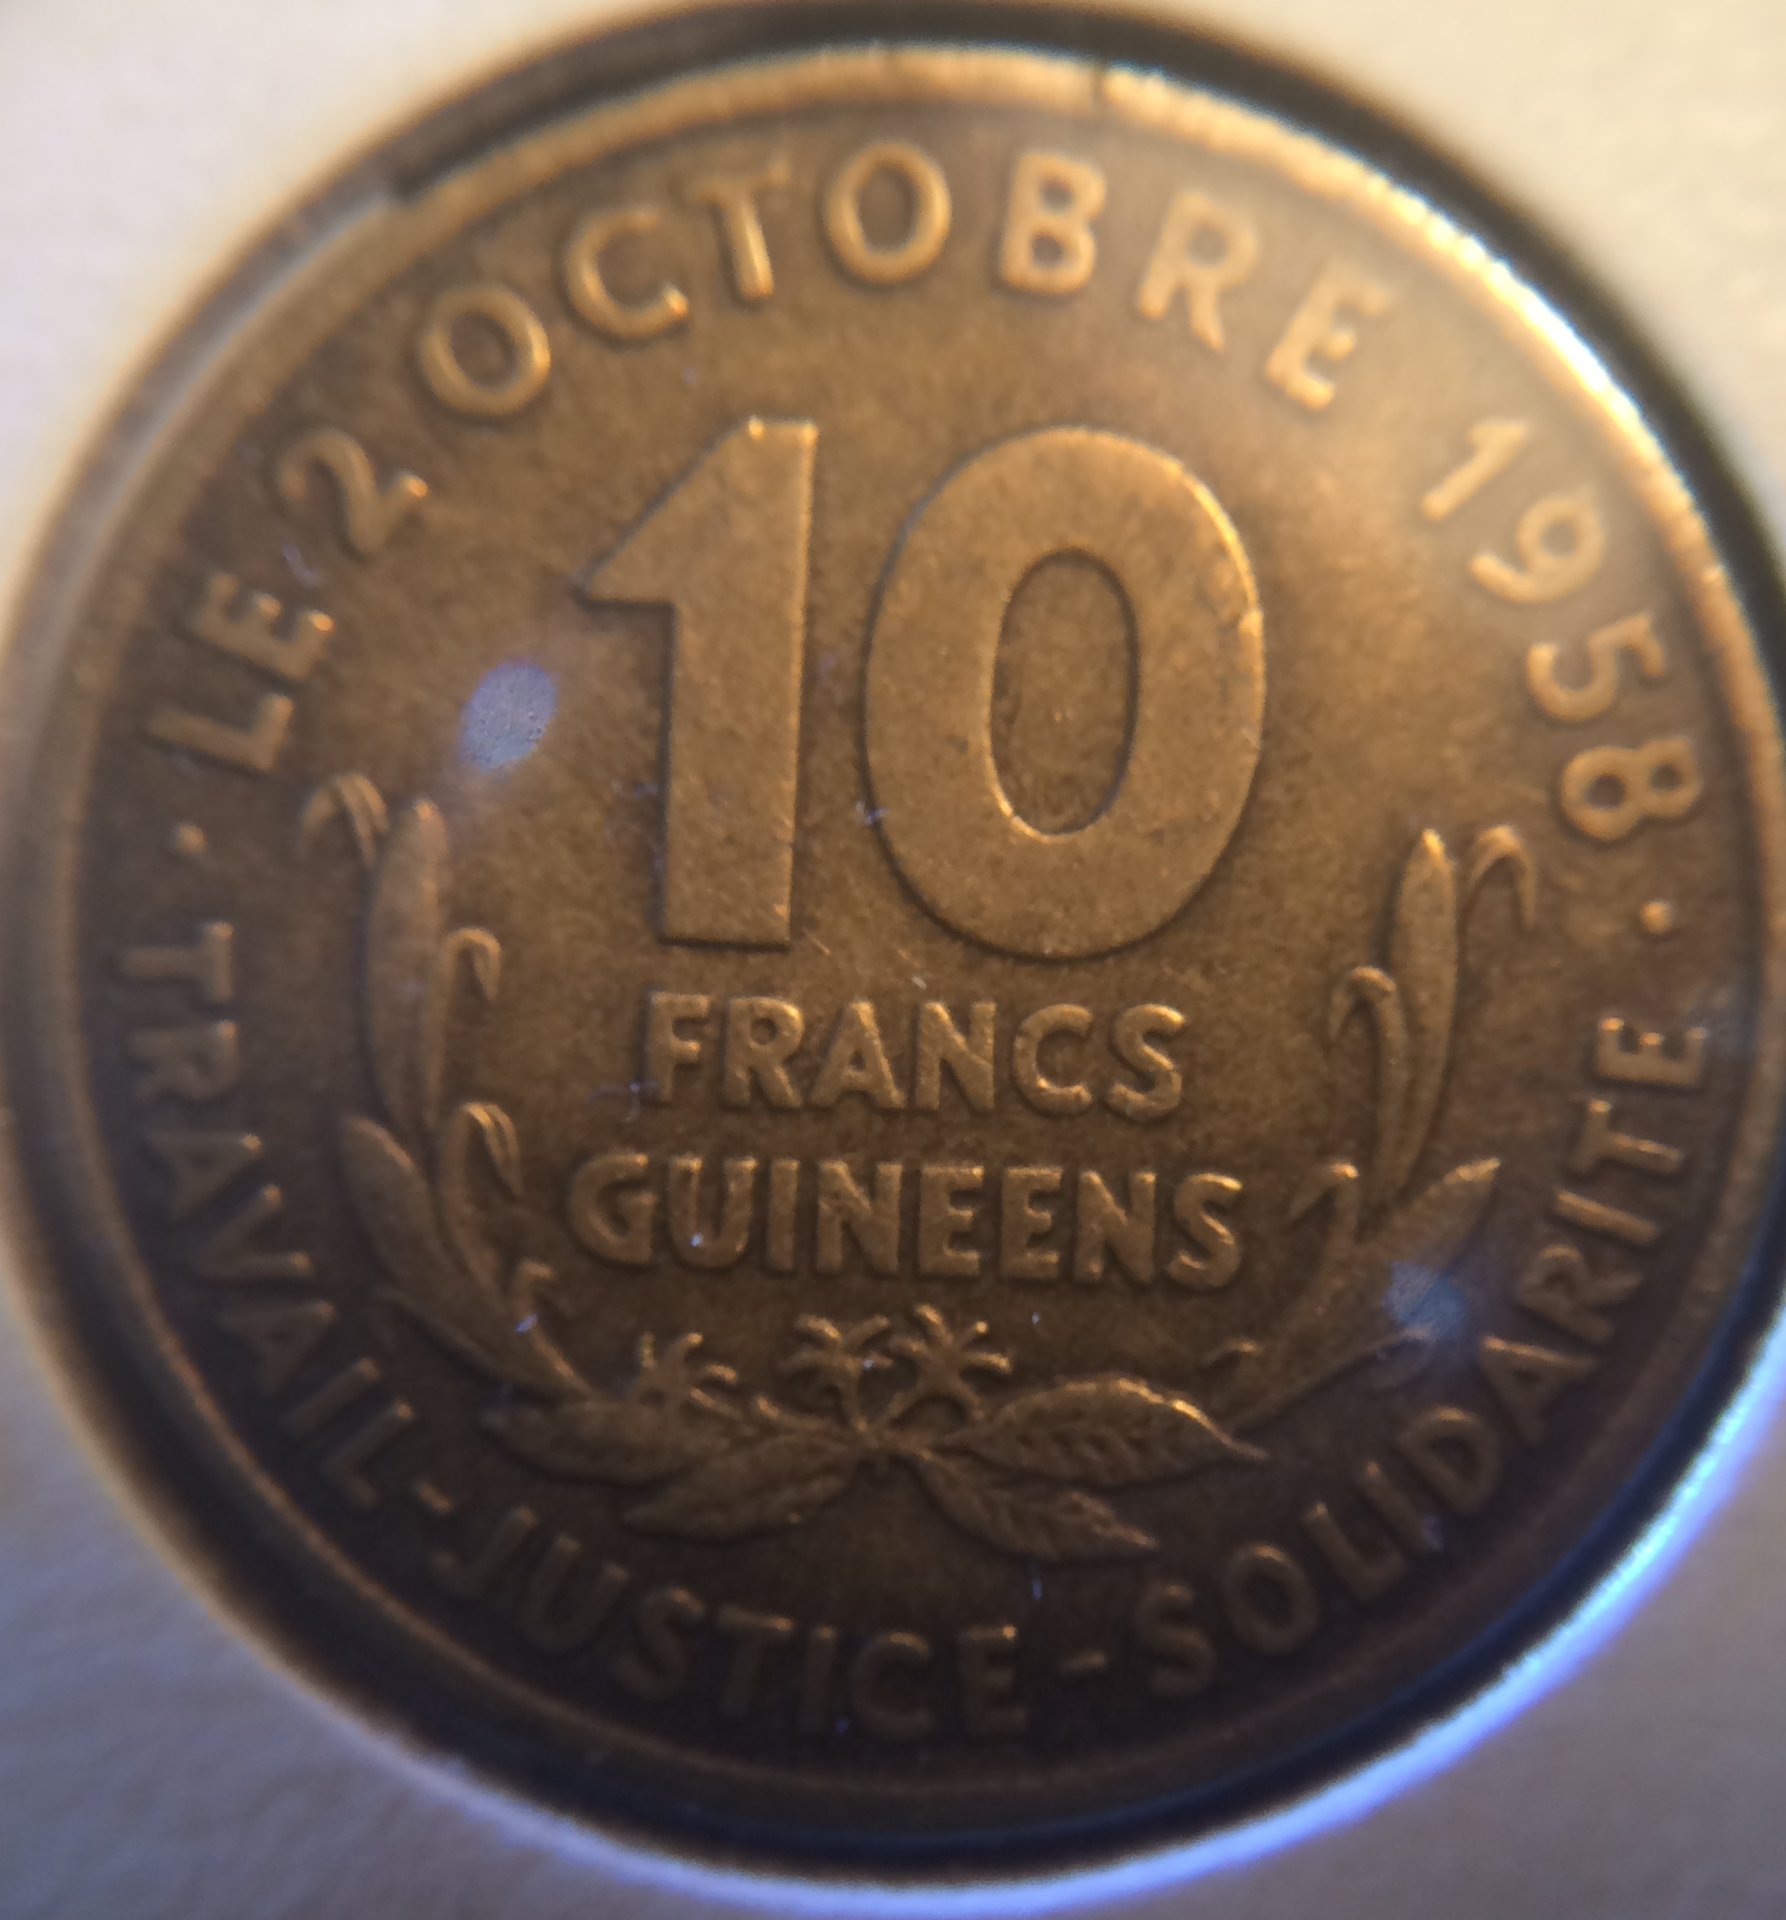 · LE 2 OCTOBRE 1958 ·
10
FRANCS
GUINEENS
TRAVAIL - JUSTICE - SOLIDARITE